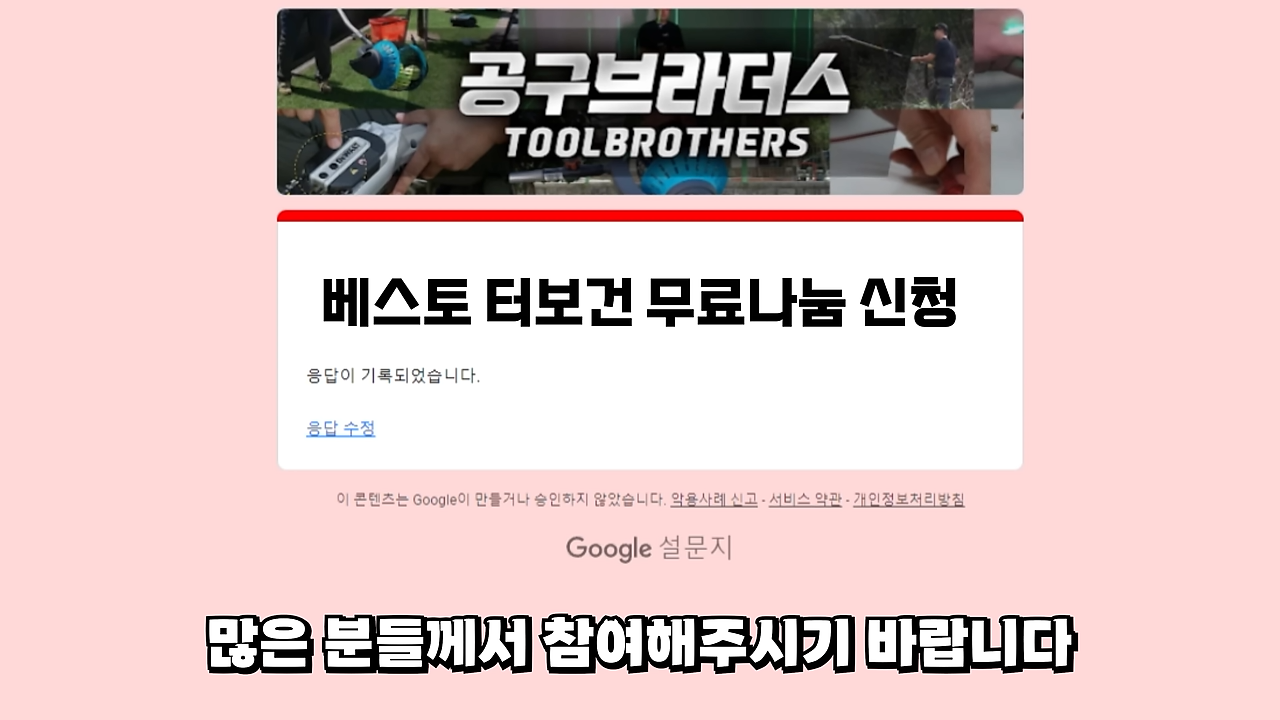 공구브라더스
TOOLBROTHERS
베스토 터보건 무료나눔 신청
응답이 기록되었습니다.
응답 수정
이 콘텐츠는 Google이 만들거나 승인하지 않았습니다. 악용사례 신고 - 서비스 약관 - 개인정보처리방침
Google 설문지
많은 분들께서 참여해주시기 바랍니다